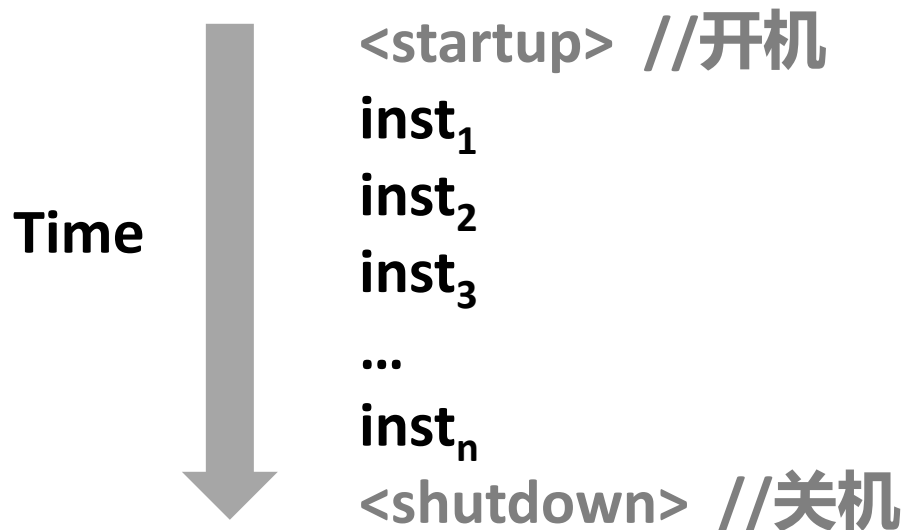 <startup> //开机
inst₁
inst₂
Time
inst₃
...
instₙ
<shutdown> //关机